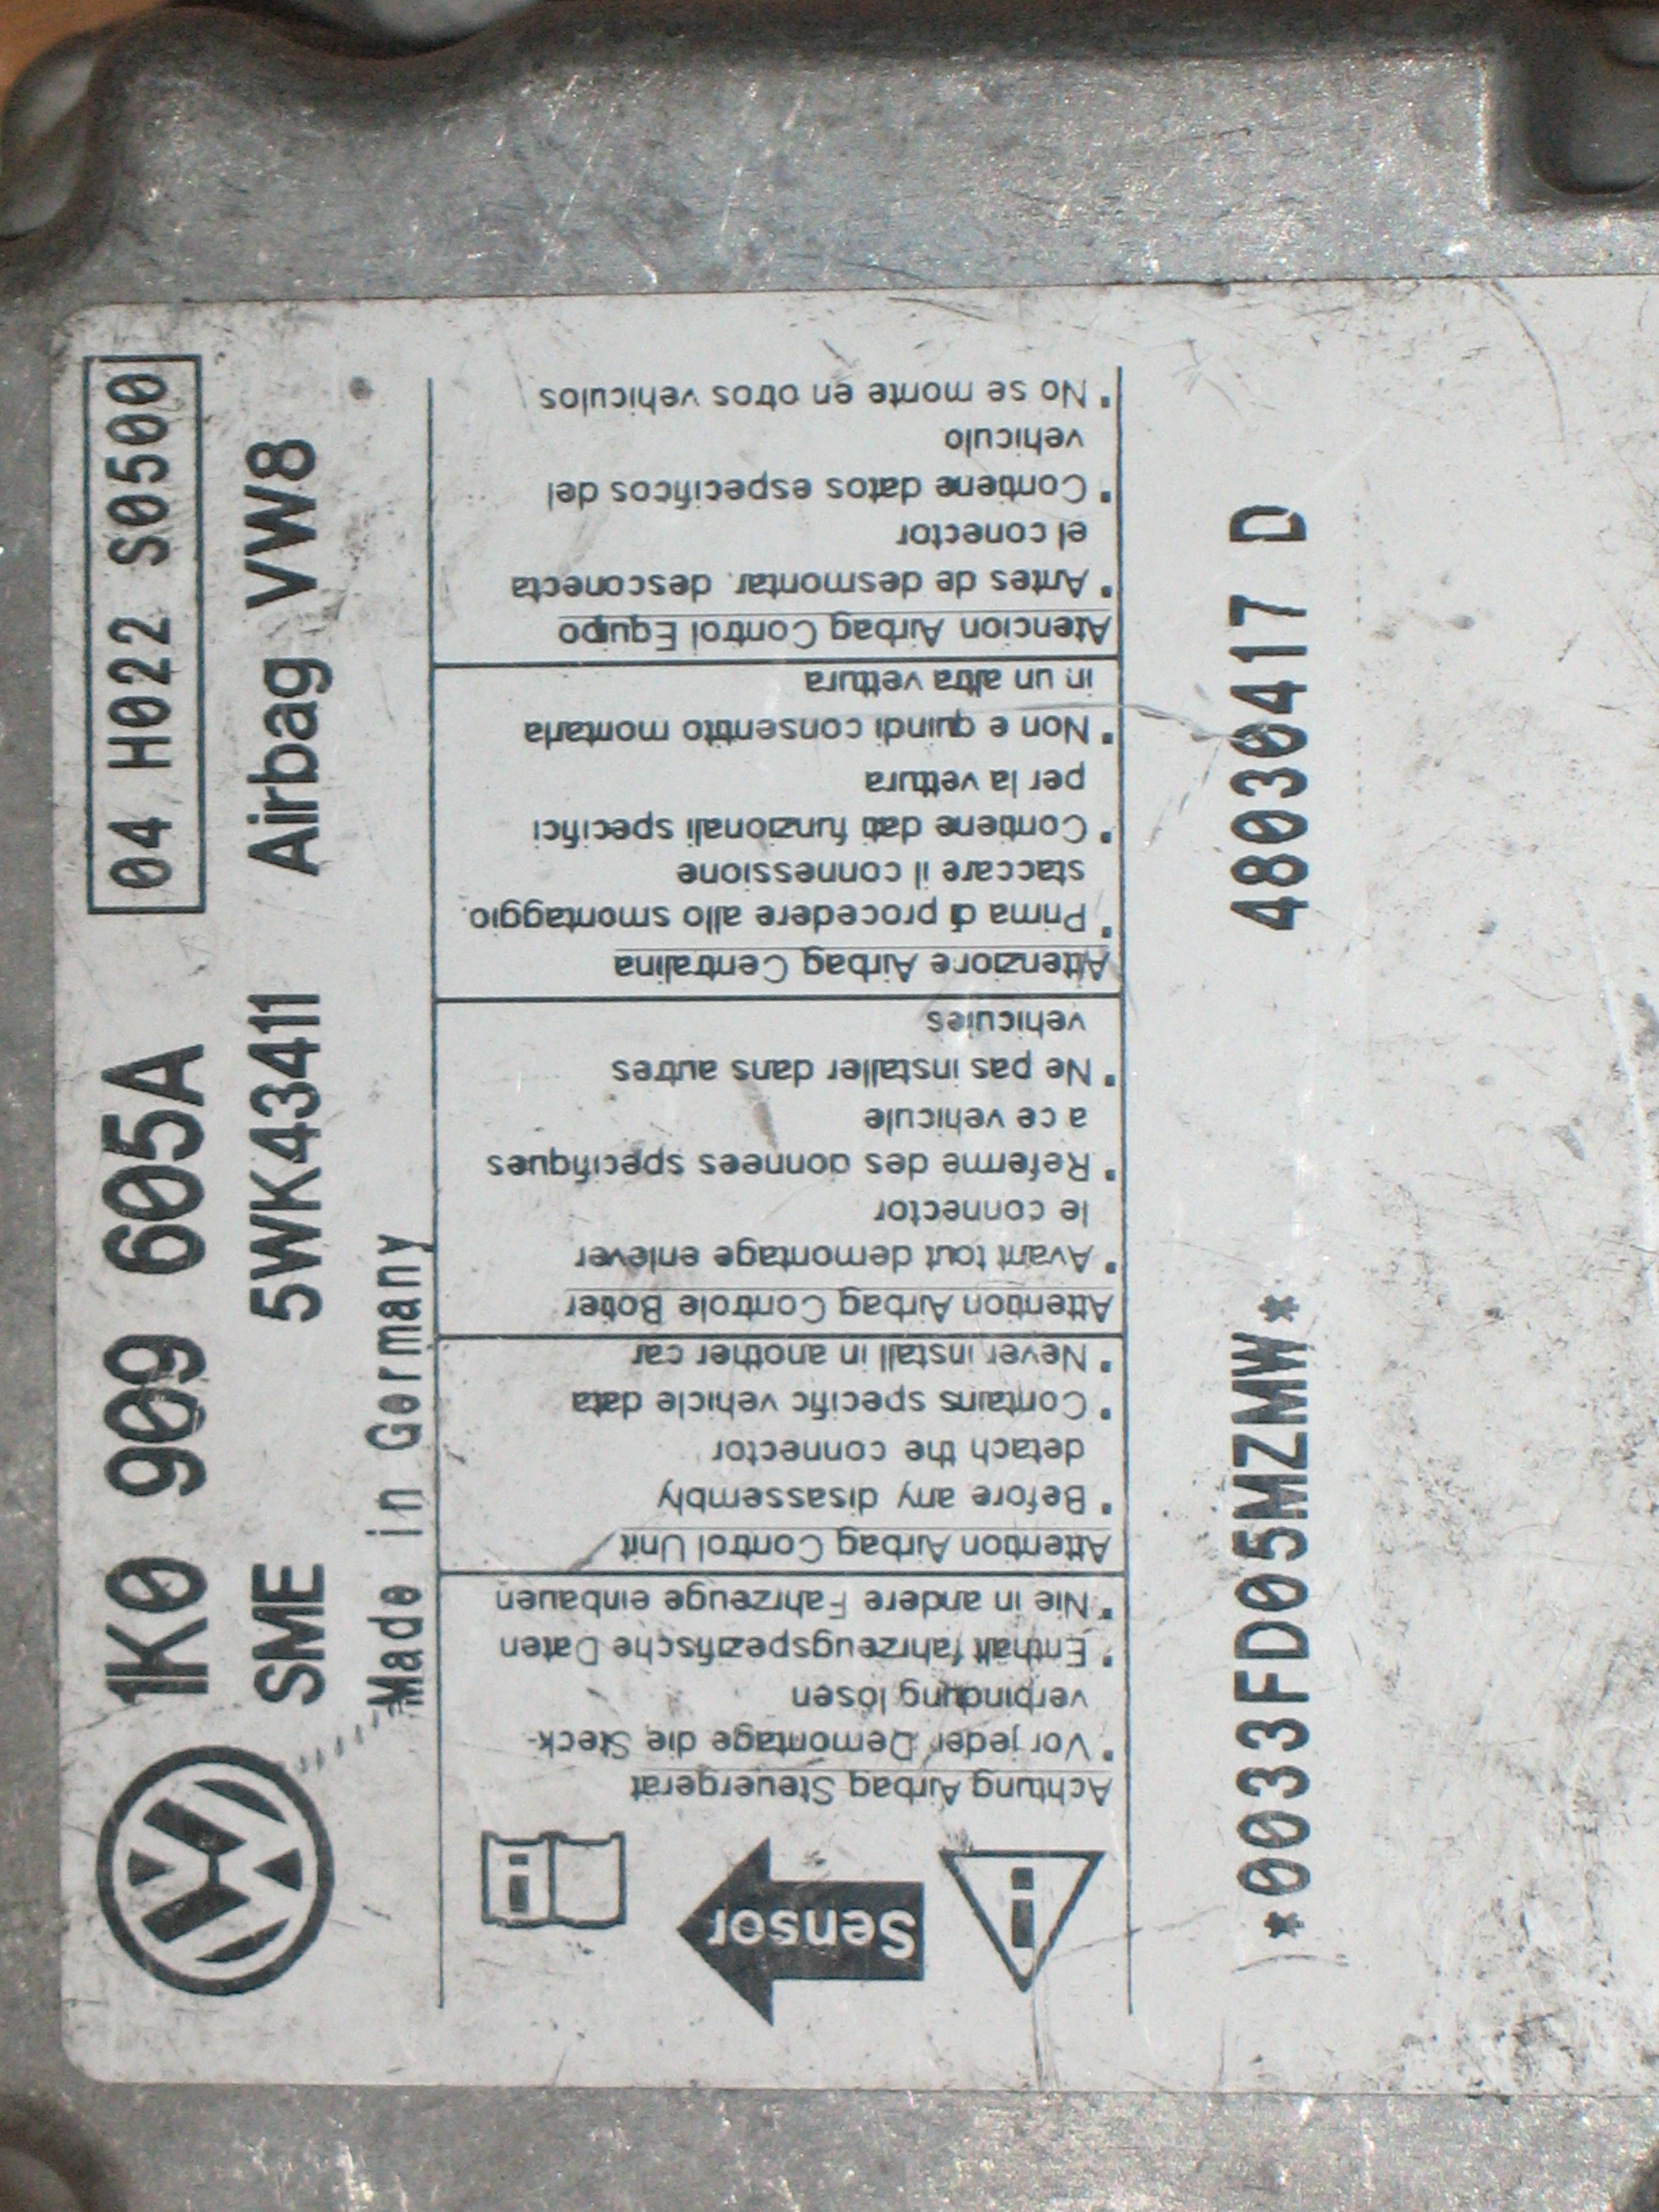 1K0 909 605A 04 H022 S0500
SME 5WK43411 Airbag VW8
Made in Germany
Sensor
Achtung Airbag Steuergerät
• Vor jeder Demontage die Steck-
verbindung lösen
• Enthält fahrzeugspezifische Daten
• Nie in andere Fahrzeuge einbauen
Attention Airbag Control Unit
• Before any disassembly
detach the connector
• Contains specific vehicle data
• Never install in another car
Attention Airbag Controle Boitier
• Avant tout demontage enlever
le connector
• Referme des donnees specifiques
a ce vehicule
• Ne pas installer dans autres
vehicules
Attenzione Airbag Centralina
• Prima di procedere allo smontaggio,
staccare il connessione
• Contiene dati funzionali specifici
per la vettura
• Non e quindi consentito montarla
in un altra vettura
Atencion Airbag Control Equipo
• Antes de desmontar, desconecta
el conector
• Contiene datos especificos del
vehiculo
• No se monte en otros vehiculos
*0033FD05MZMW* 48030417 D